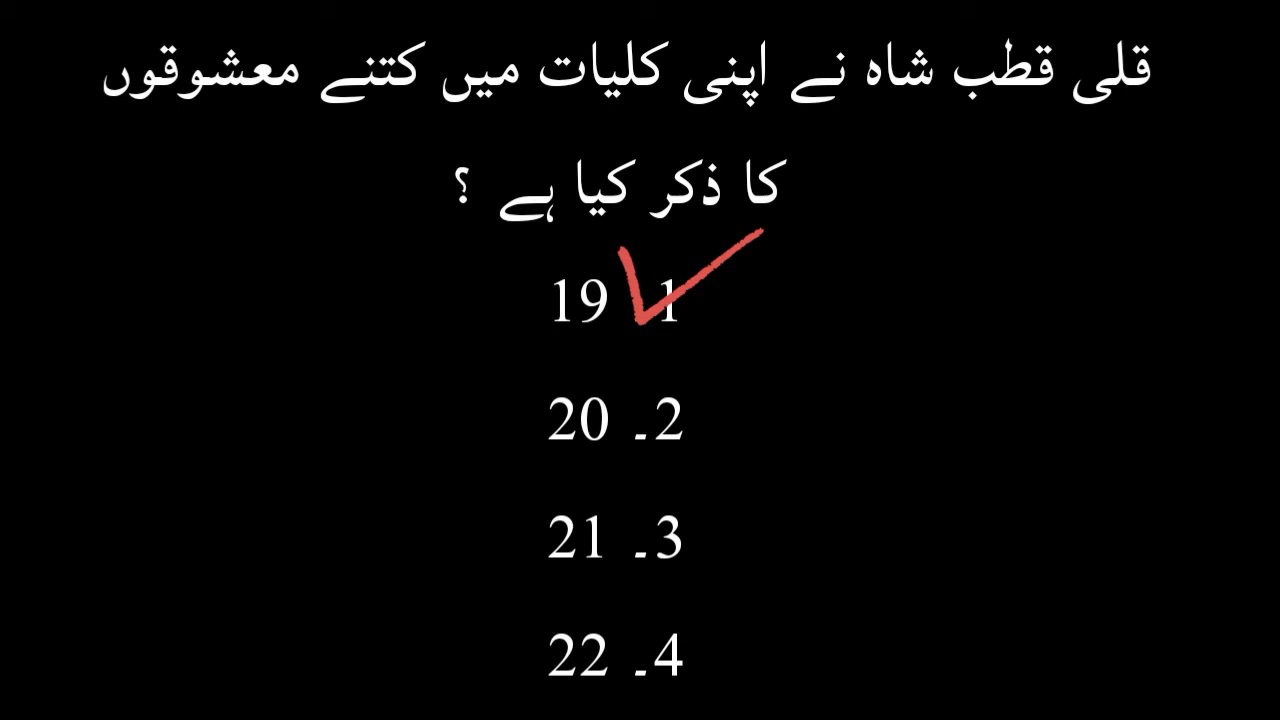 قلی قطب شاہ نے اپنی کلیات میں کتنے معشوقوں
کا ذکر کیا ہے ؟
1 19
2۔ 20
3۔ 21
4۔ 22